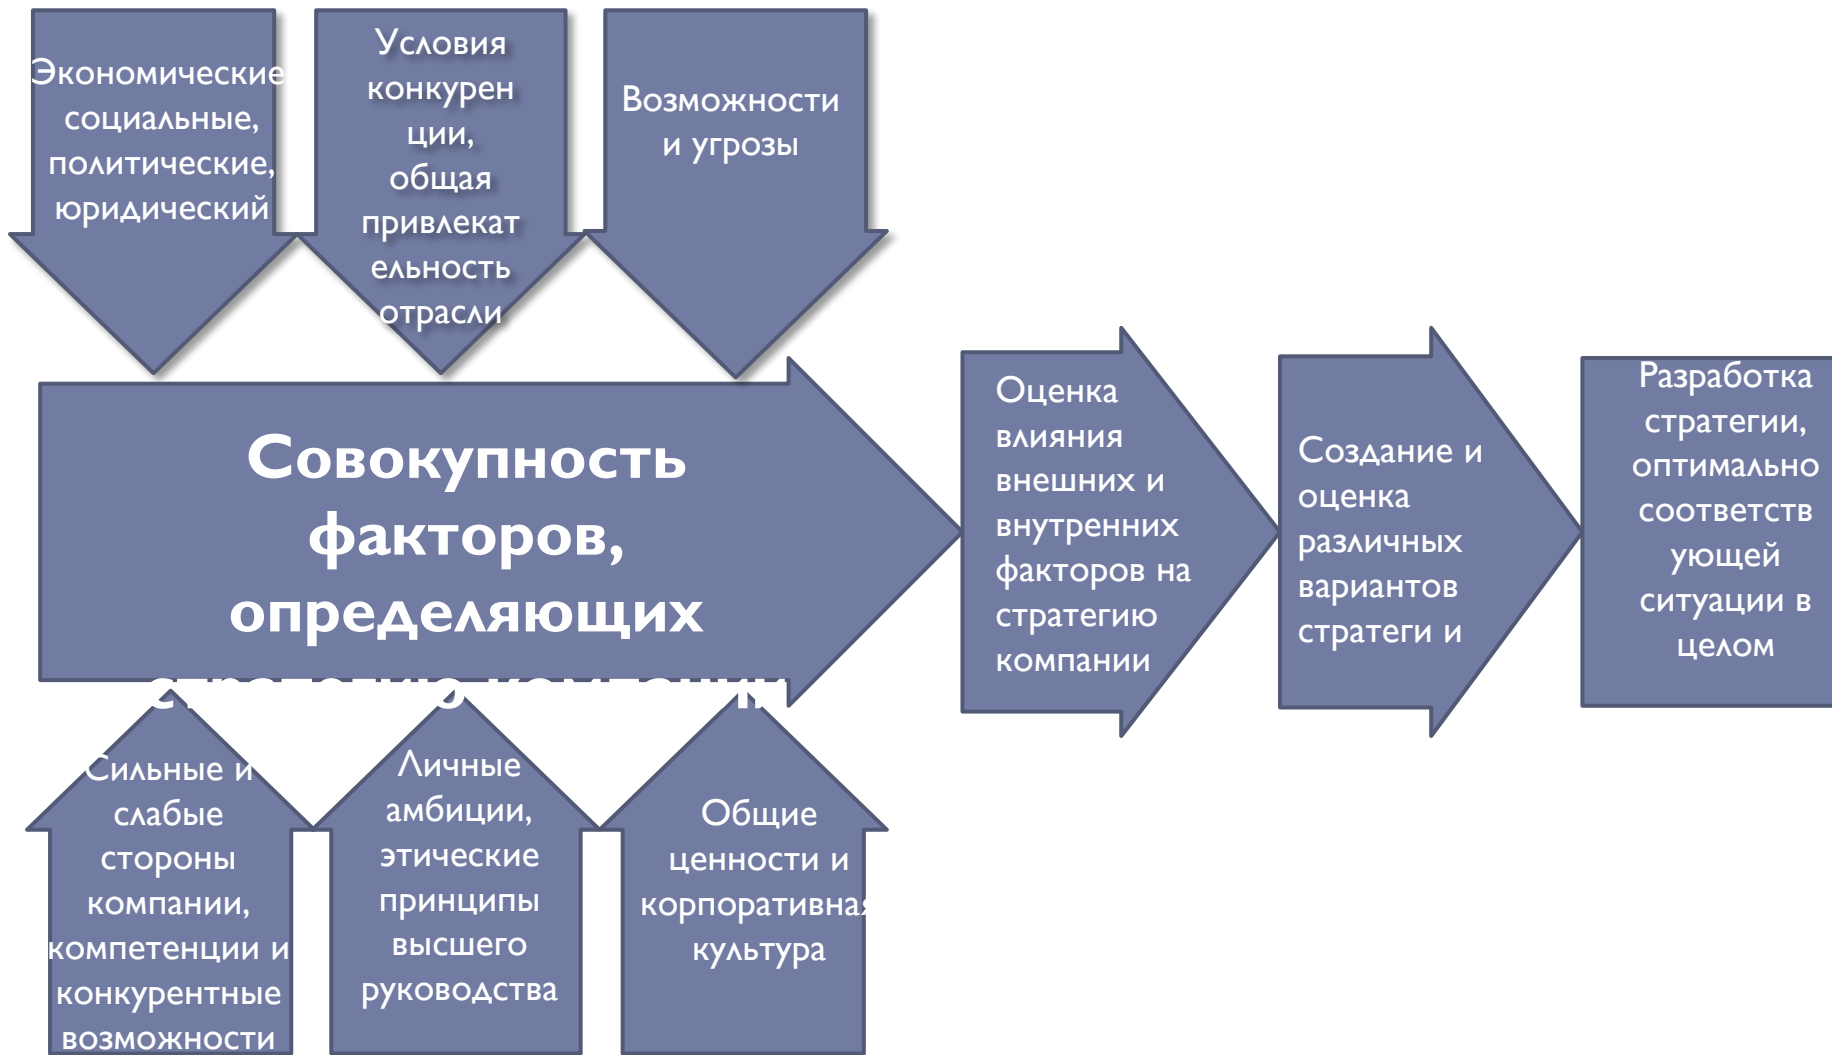 Экономические
социальные,
политические,
юридический
Условия
конкурен
ции,
общая
привлекат
ельность
отрасли
Возможности
и угрозы
Совокупность
факторов,
определяющих
стратегию компании
Оценка
влияния
внешних и
внутренних
факторов на
стратегию
компании
Создание и
оценка
различных
вариантов
стратеги и
Разработка
стратегии,
оптимально
соответств
ующей
ситуации в
целом
Сильные и
слабые
стороны
компании,
компетенции и
конкурентные
возможности
Личные
амбиции,
этические
принципы
высшего
руководства
Общие
ценности и
корпоративная
культура